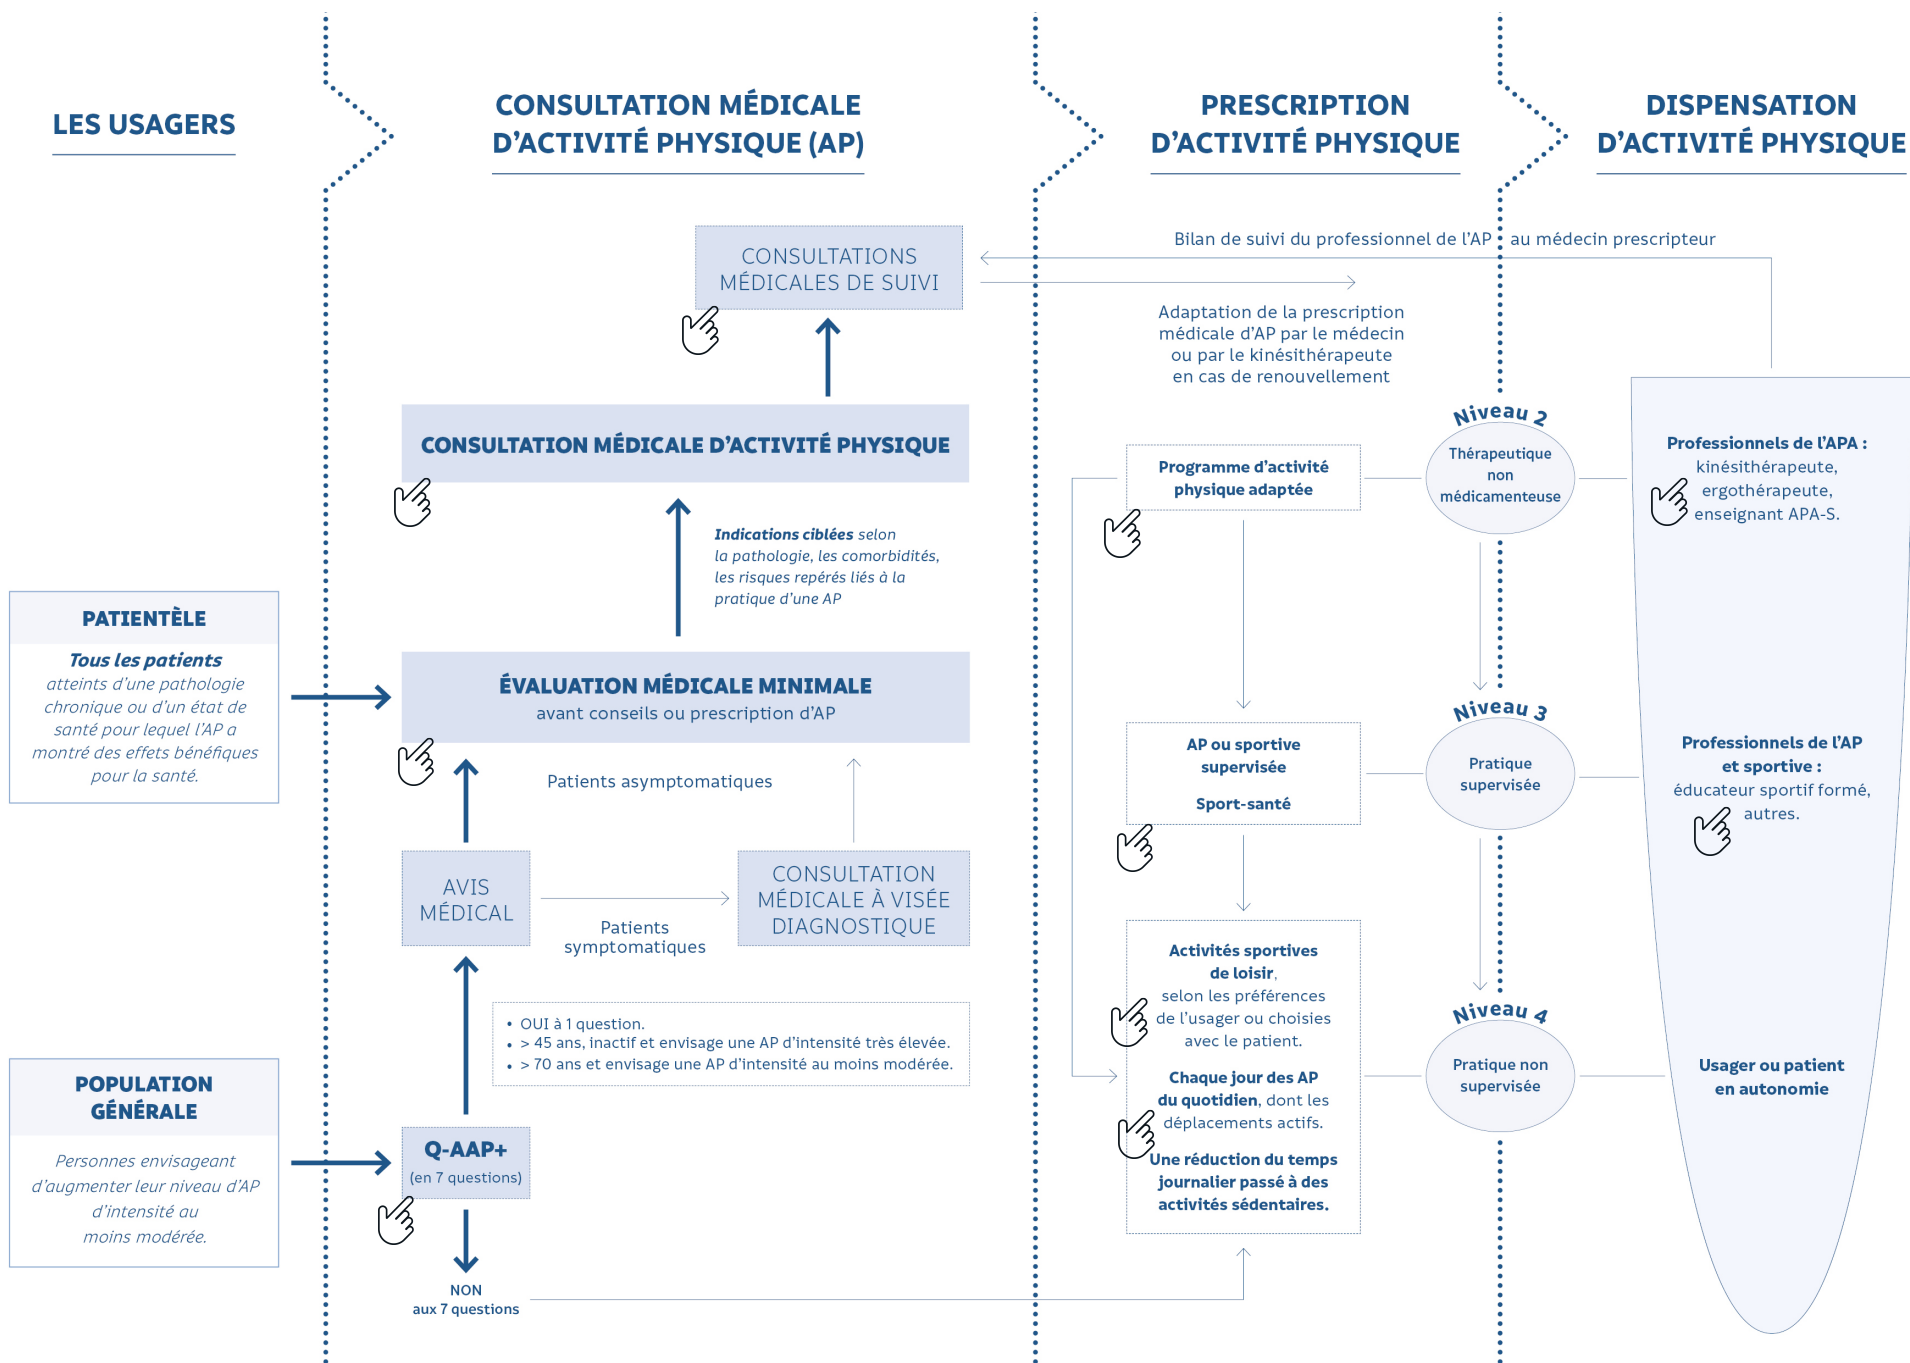 LES USAGERS
CONSULTATION MÉDICALE
D’ACTIVITÉ PHYSIQUE (AP)
PRESCRIPTION
D’ACTIVITÉ PHYSIQUE
DISPENSATION
D’ACTIVITÉ PHYSIQUE
PATIENTÈLE
Tous les patients
atteints d’une pathologie
chronique ou d’un état de
santé pour lequel l’AP a
montré des effets bénéfiques
pour la santé.
POPULATION
GÉNÉRALE
Personnes envisageant
d’augmenter leur niveau d’AP
d’intensité au
moins modérée.
CONSULTATIONS
MÉDICALES DE SUIVI
CONSULTATION MÉDICALE D’ACTIVITÉ PHYSIQUE
Indications ciblées selon
la pathologie, les comorbidités,
les risques repérés liés à la
pratique d’une AP
ÉVALUATION MÉDICALE MINIMALE
avant conseils ou prescription d’AP
Patients asymptomatiques
AVIS
MÉDICAL
Patients
symptomatiques
CONSULTATION
MÉDICALE À VISÉE
DIAGNOSTIQUE
• OUI à 1 question.
• > 45 ans, inactif et envisage une AP d’intensité très élevée.
• > 70 ans et envisage une AP d’intensité au moins modérée.
Q-AAP+
(en 7 questions)
NON
aux 7 questions
Bilan de suivi du professionnel de l’AP au médecin prescripteur
Adaptation de la prescription
médicale d’AP par le médecin
ou par le kinésithérapeute
en cas de renouvellement
Programme d’activité
physique adaptée
AP ou sportive
supervisée
Sport-santé
Activités sportives
de loisir,
selon les préférences
de l’usager ou choisies
avec le patient.
Chaque jour des AP
du quotidien, dont les
déplacements actifs.
Une réduction du temps
journalier passé à des
activités sédentaires.
Niveau 2
Thérapeutique
non
médicamenteuse
Niveau 3
Pratique
supervisée
Niveau 4
Pratique non
supervisée
Professionnels de l’APA :
kinésithérapeute,
ergothérapeute,
enseignant APA-S.
Professionnels de l’AP
et sportive :
éducateur sportif formé,
autres.
Usager ou patient
en autonomie